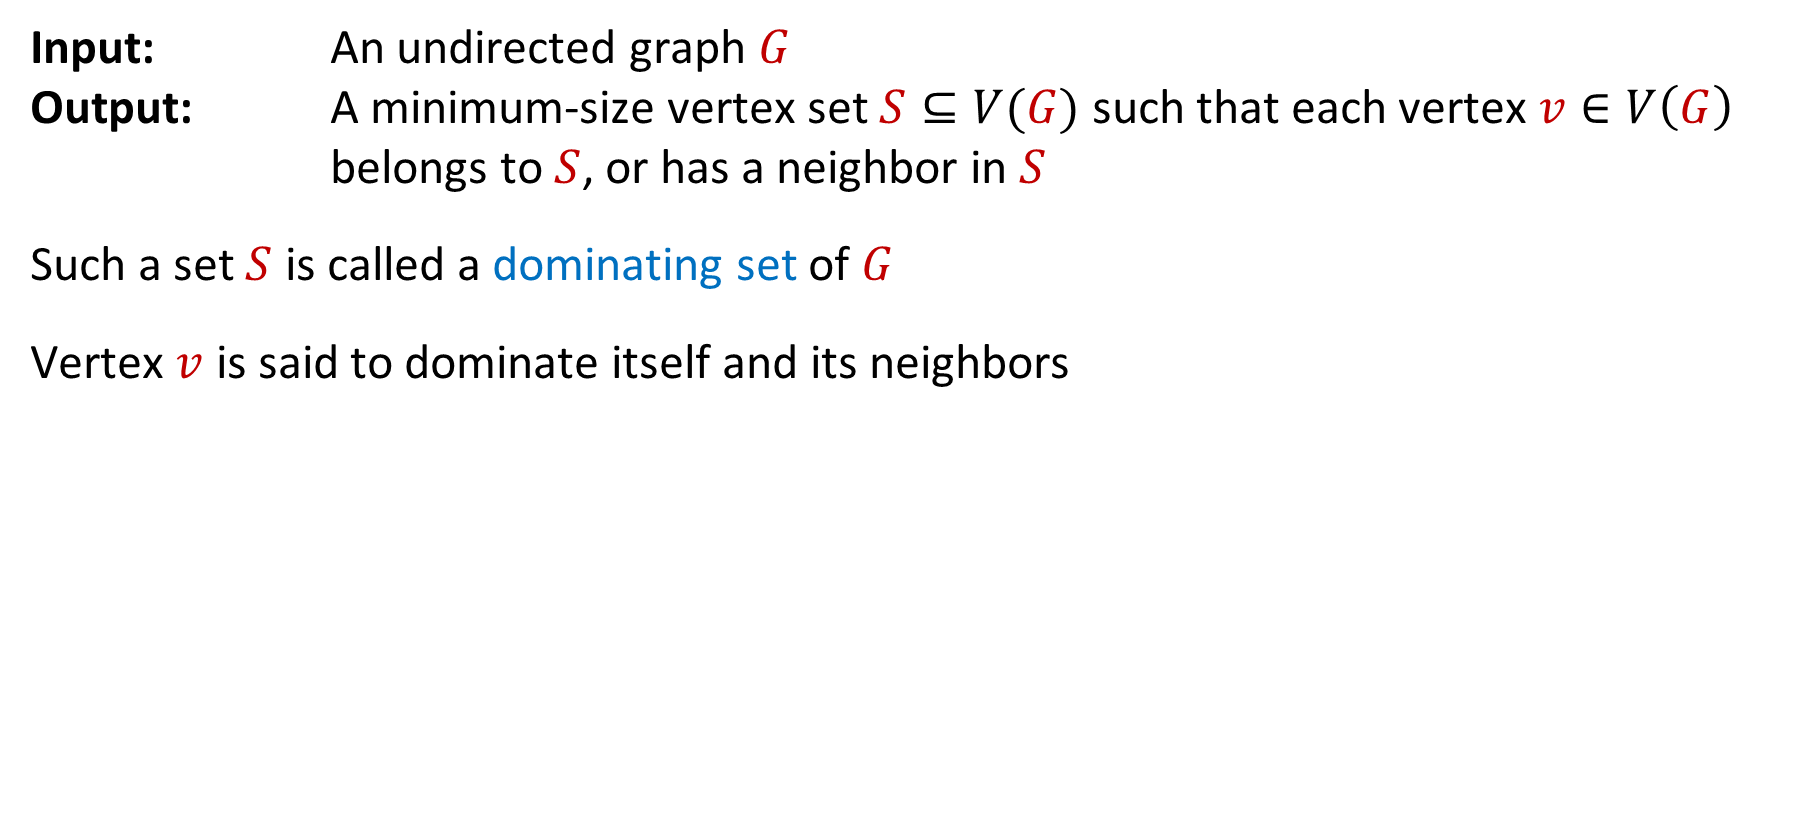 Input: An undirected graph G
Output: A minimum-size vertex set S ⊆ V(G) such that each vertex v ∈ V(G)
belongs to S, or has a neighbor in S
Such a set S is called a dominating set of G
Vertex v is said to dominate itself and its neighbors